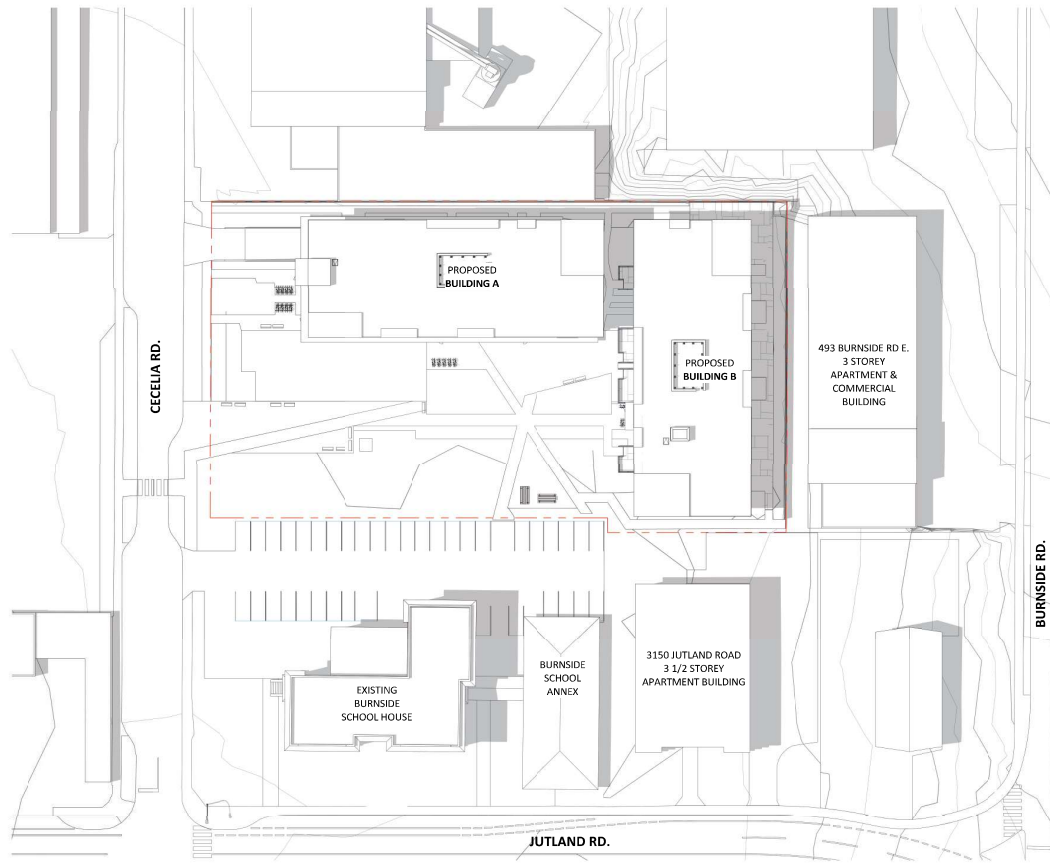 PROPOSED
BUILDING A
PROPOSED
BUILDING B
493 BURNSIDE RD E.
3 STOREY
APARTMENT &
COMMERCIAL
BUILDING
CECELIA RD.
BURNSIDE RD.
EXISTING
BURNSIDE
SCHOOL HOUSE
BURNSIDE
SCHOOL
ANNEX
3150 JUTLAND ROAD
3 1/2 STOREY
APARTMENT BUILDING
JUTLAND RD.